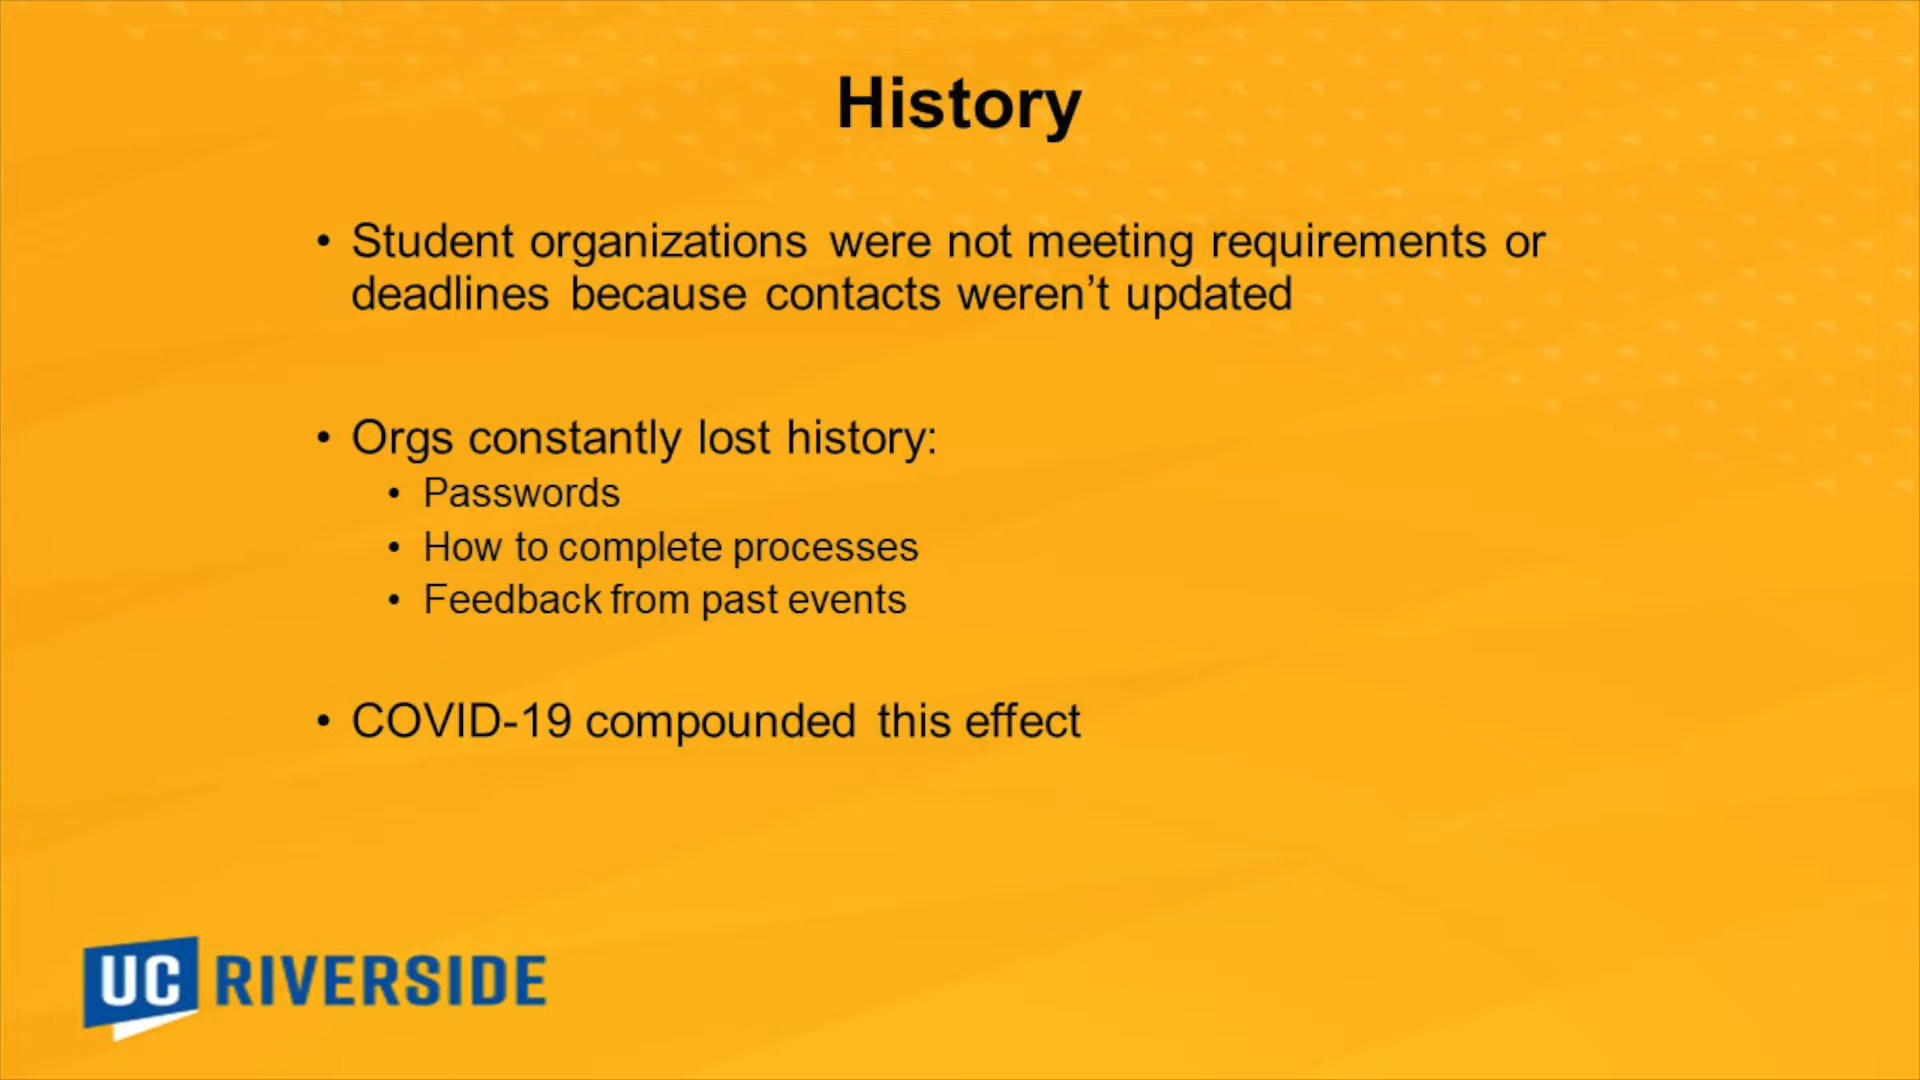 History
• Student organizations were not meeting requirements or
deadlines because contacts weren’t updated
• Orgs constantly lost history:
• Passwords
• How to complete processes
• Feedback from past events
• COVID-19 compounded this effect
UC RIVERSIDE